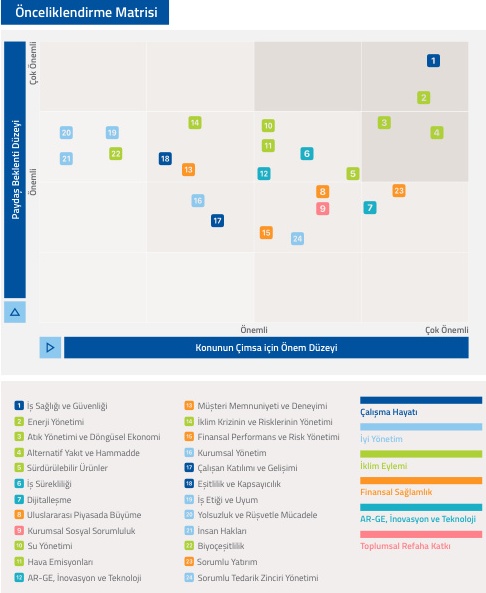 Önceliklendirme Matrisi
Çok Önemli
Önemli
Paydaş Beklenti Düzeyi
1
2
3
4
14
10
20
19
21
22
18
13
11
6
12
5
16
17
8
9
23
7
15
24
Önemli
Çok Önemli
Konunun Çimsa için Önem Düzeyi
1 İş Sağlığı ve Güvenliği
2 Enerji Yönetimi
3 Atık Yönetimi ve Döngüsel Ekonomi
4 Alternatif Yakıt ve Hammadde
5 Sürdürülebilir Ürünler
6 İş Sürekliliği
7 Dijitalleşme
8 Uluslararası Piyasada Büyüme
9 Kurumsal Sosyal Sorumluluk
10 Su Yönetimi
11 Hava Emisyonları
12 AR-GE, İnovasyon ve Teknoloji
13 Müşteri Memnuniyeti ve Deneyimi
14 İklim Krizinin ve Risklerinin Yönetimi
15 Finansal Performans ve Risk Yönetimi
16 Kurumsal Yönetim
17 Çalışan Katılımı ve Gelişimi
18 Eşitlilik ve Kapsayıcılık
19 İş Etiği ve Uyum
20 Yolsuzluk ve Rüşvetle Mücadele
21 İnsan Hakları
22 Biyoçeşitlilik
23 Sorumlu Yatırım
24 Sorumlu Tedarik Zinciri Yönetimi
Çalışma Hayatı
İyi Yönetim
İklim Eylemi
Finansal Sağlamlık
AR-GE, İnovasyon ve Teknoloji
Toplumsal Refaha Katkı